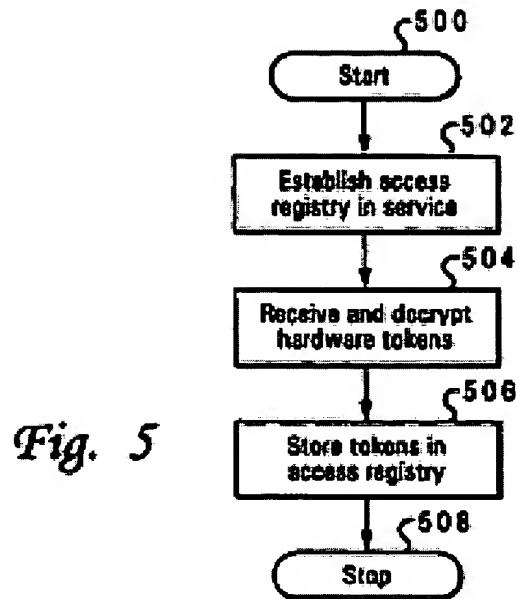 500
Start
502
Establish access
registry in service
504
Receive and decrypt
hardware tokens
506
Store tokens in
access registry
508
Stop
Fig. 5